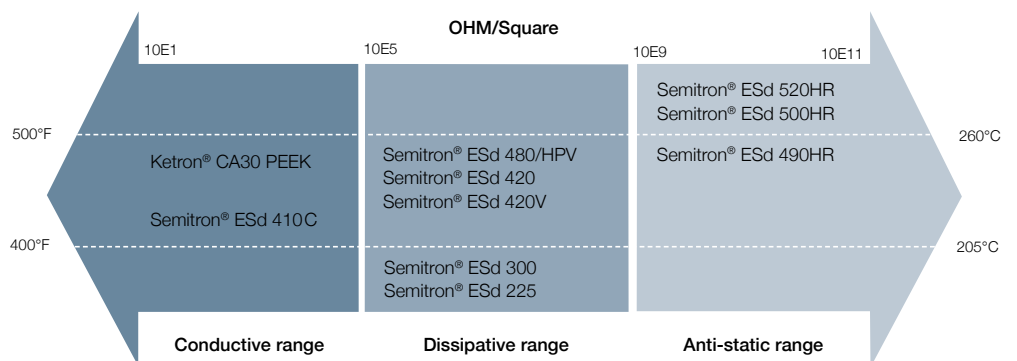 OHM/Square
10E1
10E5
10E9
10E11
Semitron® ESd 520HR
Semitron® ESd 500HR
500°F
260°C
Ketron® CA30 PEEK
Semitron® ESd 480/HPV
Semitron® ESd 490HR
Semitron® ESd 420
Semitron® ESd 420V
Semitron® ESd 410C
400°F
205°C
Semitron® ESd 300
Semitron® ESd 225
Conductive range
Dissipative range
Anti-static range